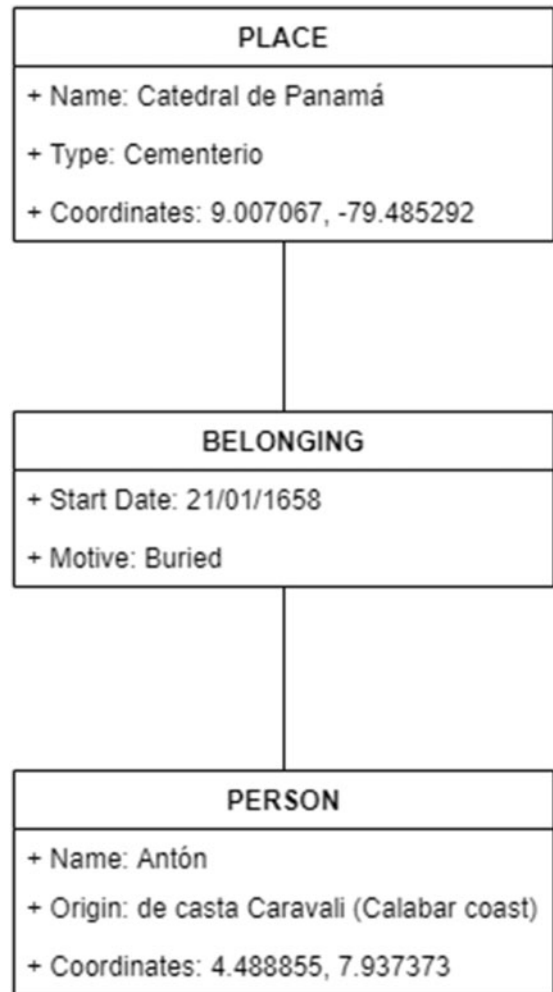 PLACE
+ Name: Catedral de Panamá
+ Type: Cementerio
+ Coordinates: 9.007067, -79.485292
BELONGING
+ Start Date: 21/01/1658
+ Motive: Buried
PERSON
+ Name: Antón
+ Origin: de casta Caravali (Calabar coast)
+ Coordinates: 4.488855, 7.937373